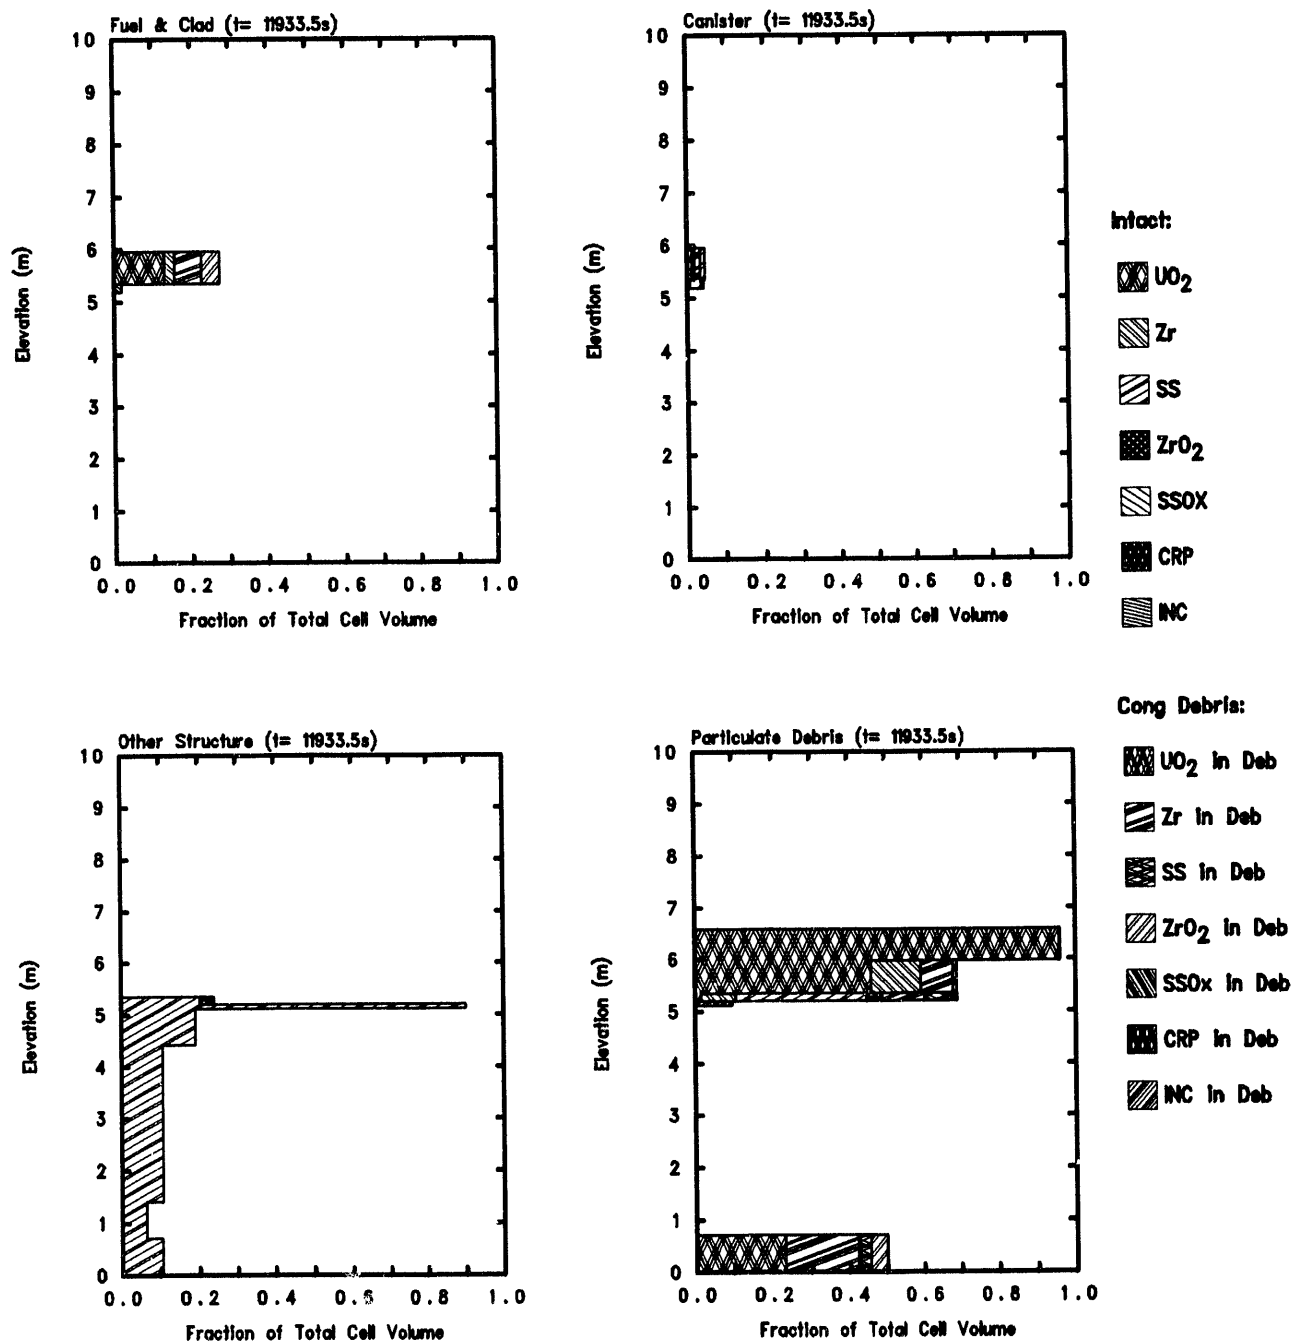 Fuel & Clad (t= 11933.5s)
10
9
8
7
6
5
4
3
2
1
0
Elevation (m)
0.0 0.2 0.4 0.6 0.8 1.0
Fraction of Total Cell Volume
Canister (t= 11933.5s)
10
9
8
7
6
5
4
3
2
1
0
Elevation (m)
0.0 0.2 0.4 0.6 0.8 1.0
Fraction of Total Cell Volume
Intact:
UO2
Zr
SS
ZrO2
SSOX
CRP
INC
Other Structure (t= 11933.5s)
10
9
8
7
6
5
4
3
2
1
0
Elevation (m)
0.0 0.2 0.4 0.6 0.8 1.0
Fraction of Total Cell Volume
Particulate Debris (t= 11933.5s)
10
9
8
7
6
5
4
3
2
1
0
Elevation (m)
0.0 0.2 0.4 0.6 0.8 1.0
Fraction of Total Cell Volume
Cong Debris:
UO2 in Deb
Zr in Deb
SS in Deb
ZrO2 in Deb
SSOx in Deb
CRP in Deb
INC in Deb